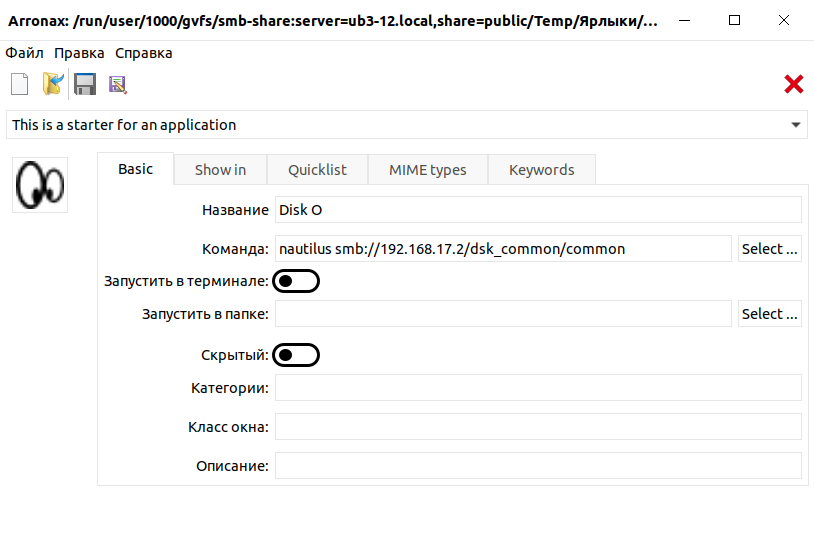 Arronax: /run/user/1000/gvfs/smb-share:server=ub3-12.local,share=public/Temp/Ярлыки/...
Файл Правка Справка
This is a starter for an application
Basic Show in Quicklist MIME types Keywords
Название Disk O
Команда: nautilus smb://192.168.17.2/dsk_common/common Select ...
Запустить в терминале:
Запустить в папке: Select ...
Скрытый:
Категории:
Класс окна:
Описание: